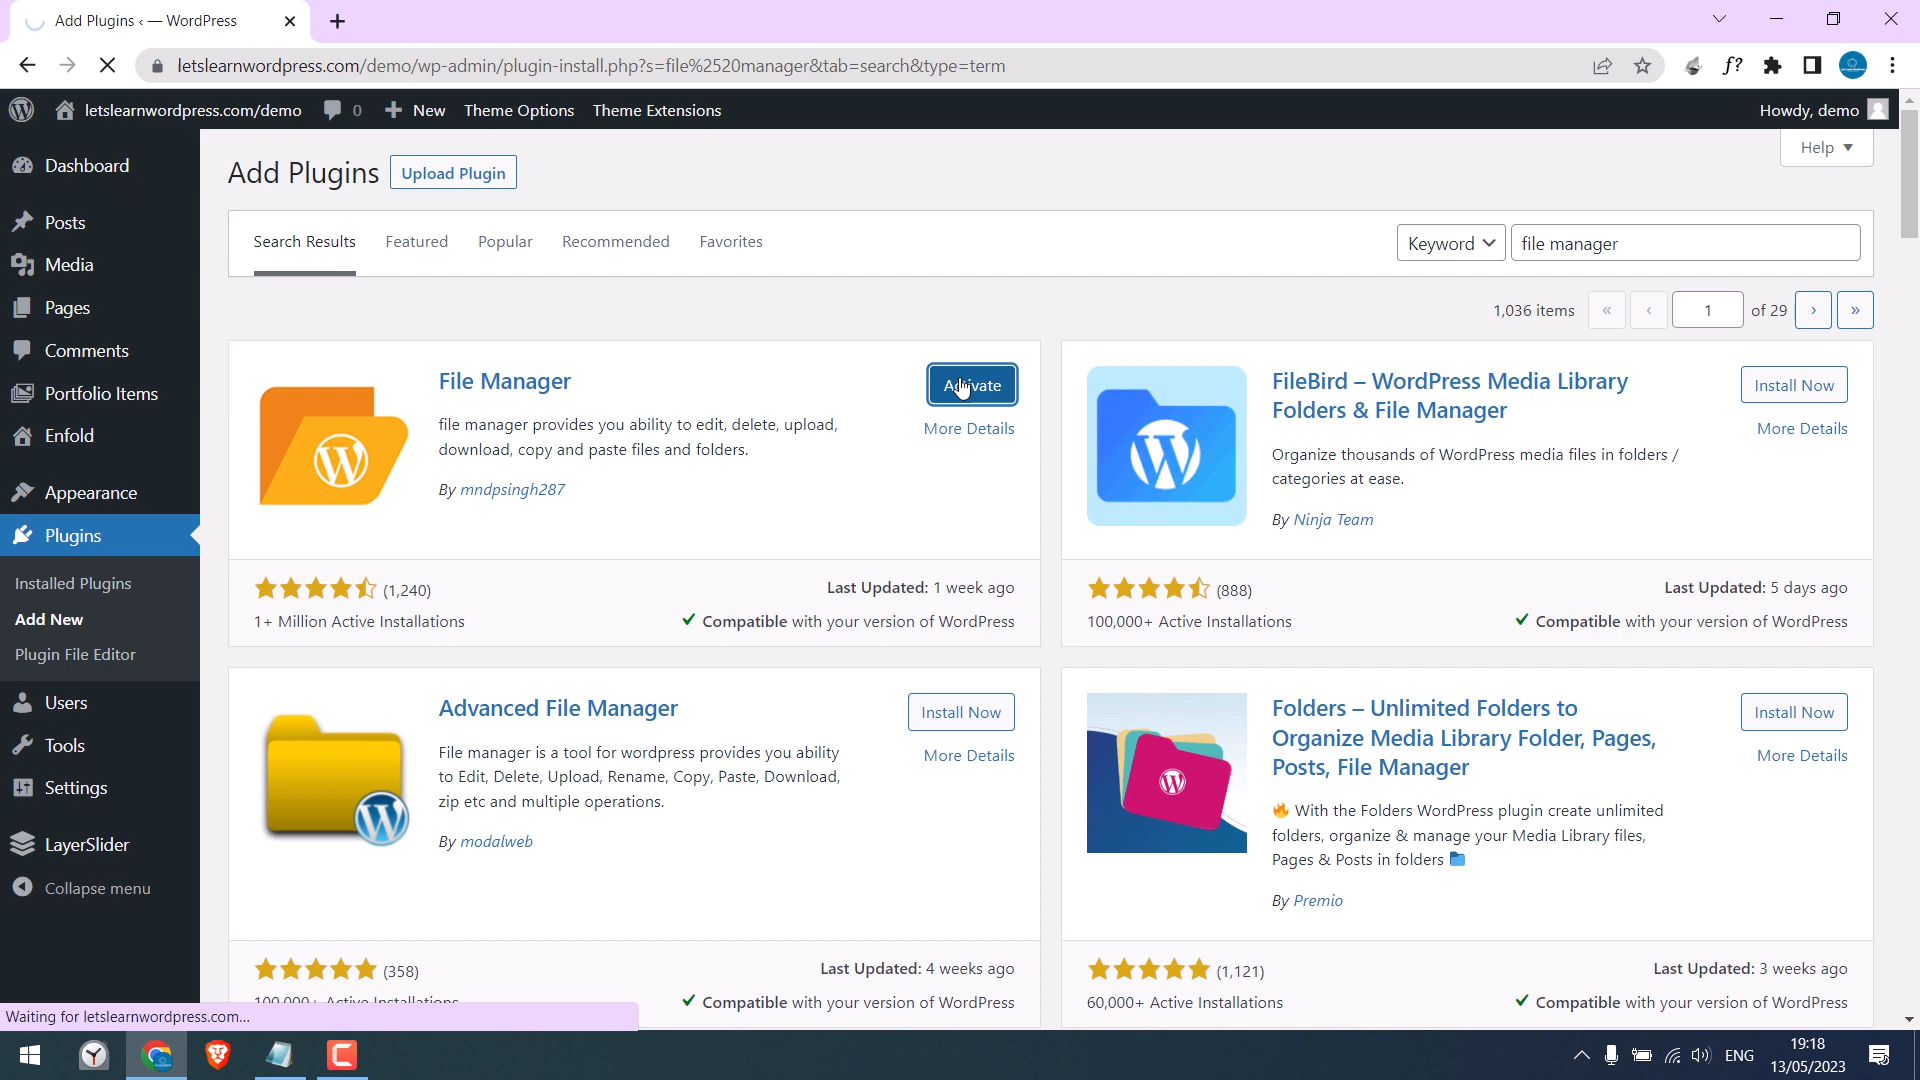 Add Plugins ‹ — WordPress
letslearnwordpress.com/demo/wp-admin/plugin-install.php?s=file%2520manager&tab=search&type=term
f?
letslearnwordpress.com/demo
0
New
Theme Options
Theme Extensions
Howdy, demo
Dashboard
Posts
Media
Pages
Comments
Portfolio Items
Enfold
Appearance
Plugins
Installed Plugins
Add New
Plugin File Editor
Users
Tools
Settings
LayerSlider
Collapse menu
Help
Add Plugins
Upload Plugin
Search Results
Featured
Popular
Recommended
Favorites
Keyword
file manager
1,036 items
«
‹
1
of 29
›
»
File Manager
Activate
More Details
file manager provides you ability to edit, delete, upload,
download, copy and paste files and folders.
By mndpsingh287
(1,240)
1+ Million Active Installations
Last Updated: 1 week ago
Compatible with your version of WordPress
FileBird – WordPress Media Library
Folders & File Manager
Install Now
More Details
Organize thousands of WordPress media files in folders /
categories at ease.
By Ninja Team
(888)
100,000+ Active Installations
Last Updated: 5 days ago
Compatible with your version of WordPress
Advanced File Manager
Install Now
More Details
File manager is a tool for wordpress provides you ability
to Edit, Delete, Upload, Rename, Copy, Paste, Download,
zip etc and multiple operations.
By modalweb
(358)
100,000+ Active Installations
Last Updated: 4 weeks ago
Compatible with your version of WordPress
Folders – Unlimited Folders to
Organize Media Library Folder, Pages,
Posts, File Manager
Install Now
More Details
With the Folders WordPress plugin create unlimited
folders, organize & manage your Media Library files,
Pages & Posts in folders
By Premio
(1,121)
60,000+ Active Installations
Last Updated: 3 weeks ago
Compatible with your version of WordPress
Waiting for letslearnwordpress.com...
ENG
19:18
13/05/2023